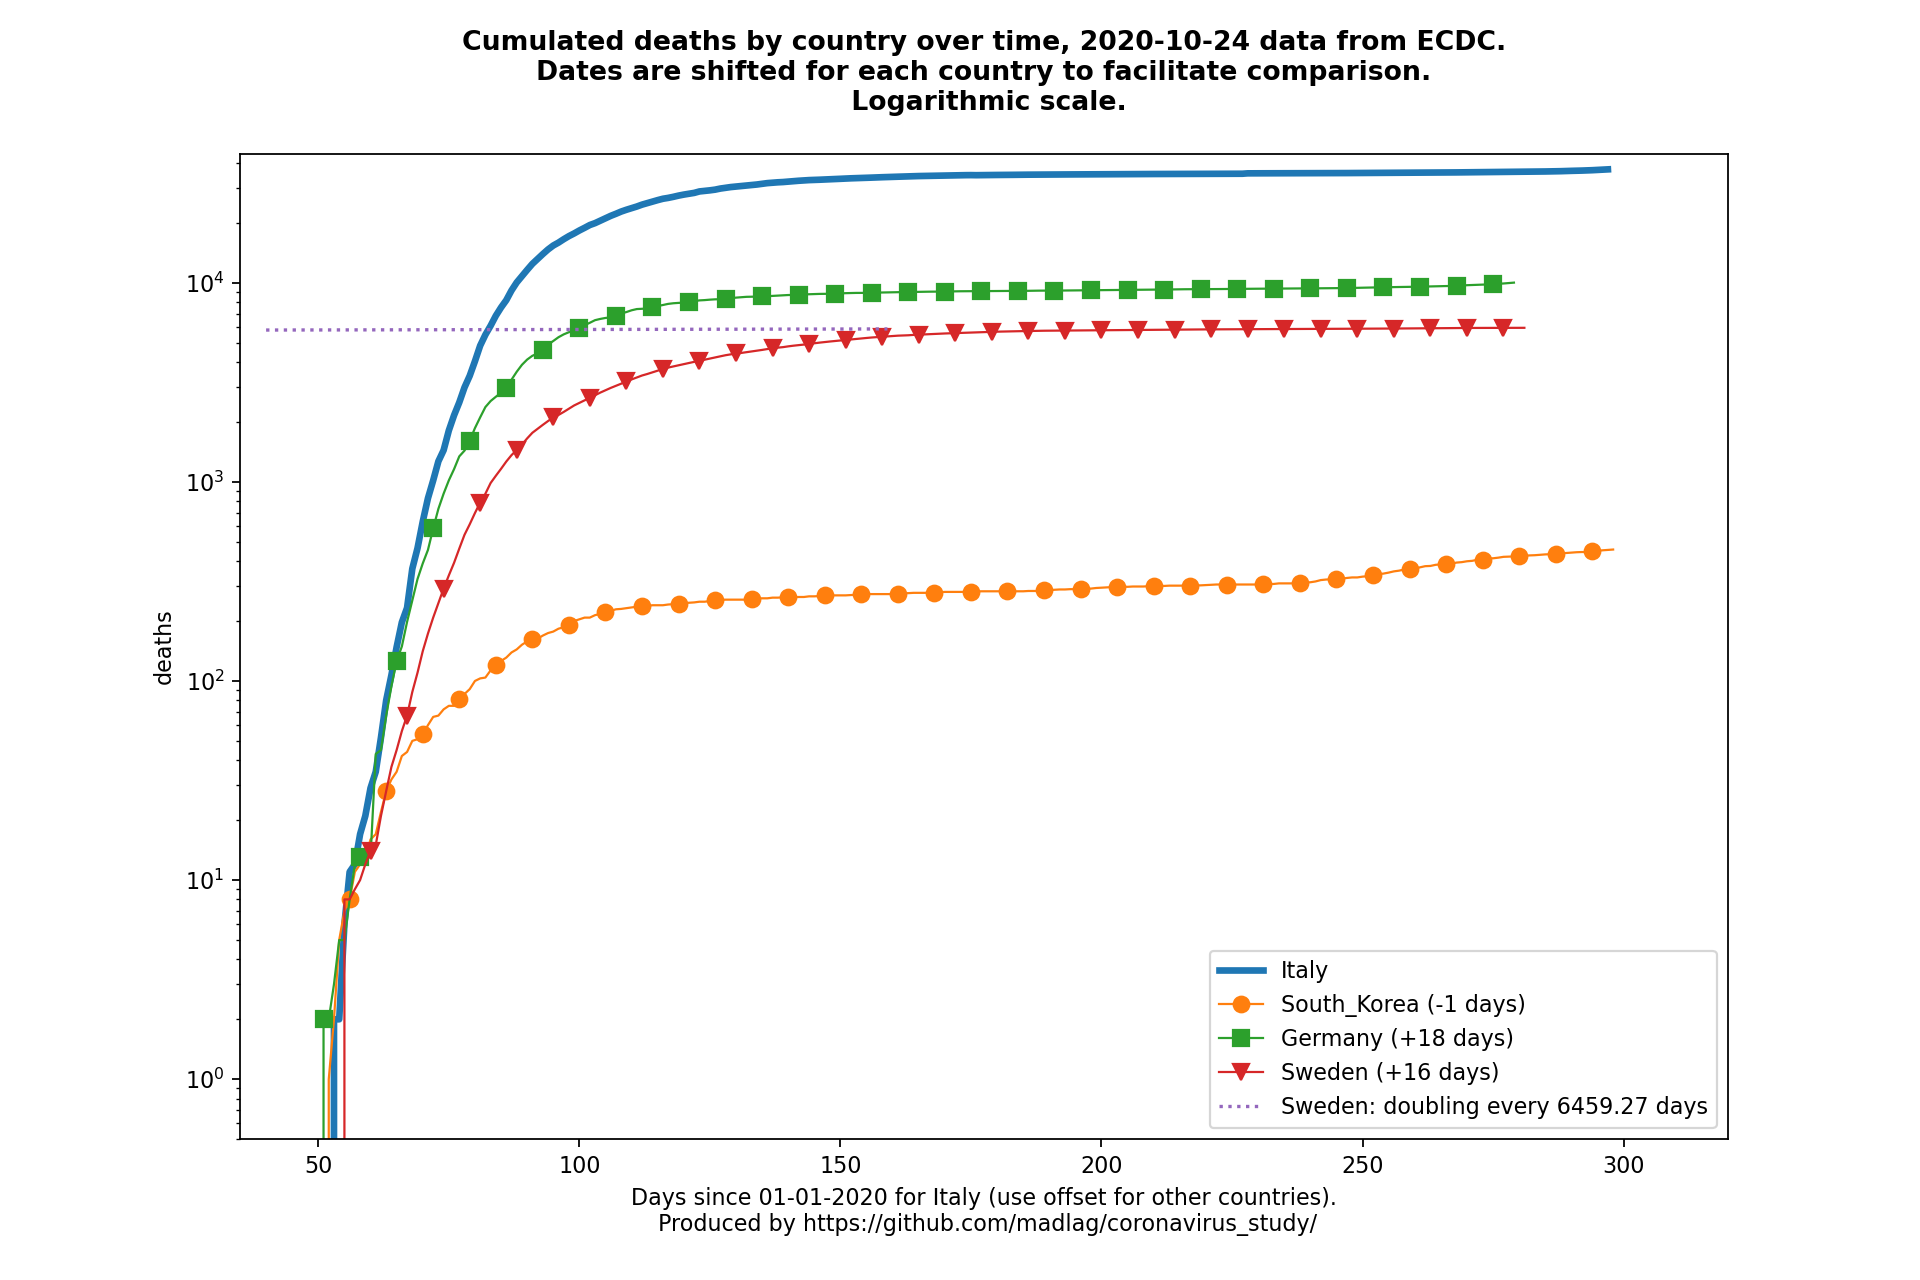 Cumulated deaths by country over time, 2020-10-24 data from ECDC.
Dates are shifted for each country to facilitate comparison.
Logarithmic scale.
deaths
10^4
10^3
10^2
10^1
10^0
50 100 150 200 250 300
Italy
South_Korea (-1 days)
Germany (+18 days)
Sweden (+16 days)
Sweden: doubling every 6459.27 days
Days since 01-01-2020 for Italy (use offset for other countries).
Produced by https://github.com/madlag/coronavirus_study/